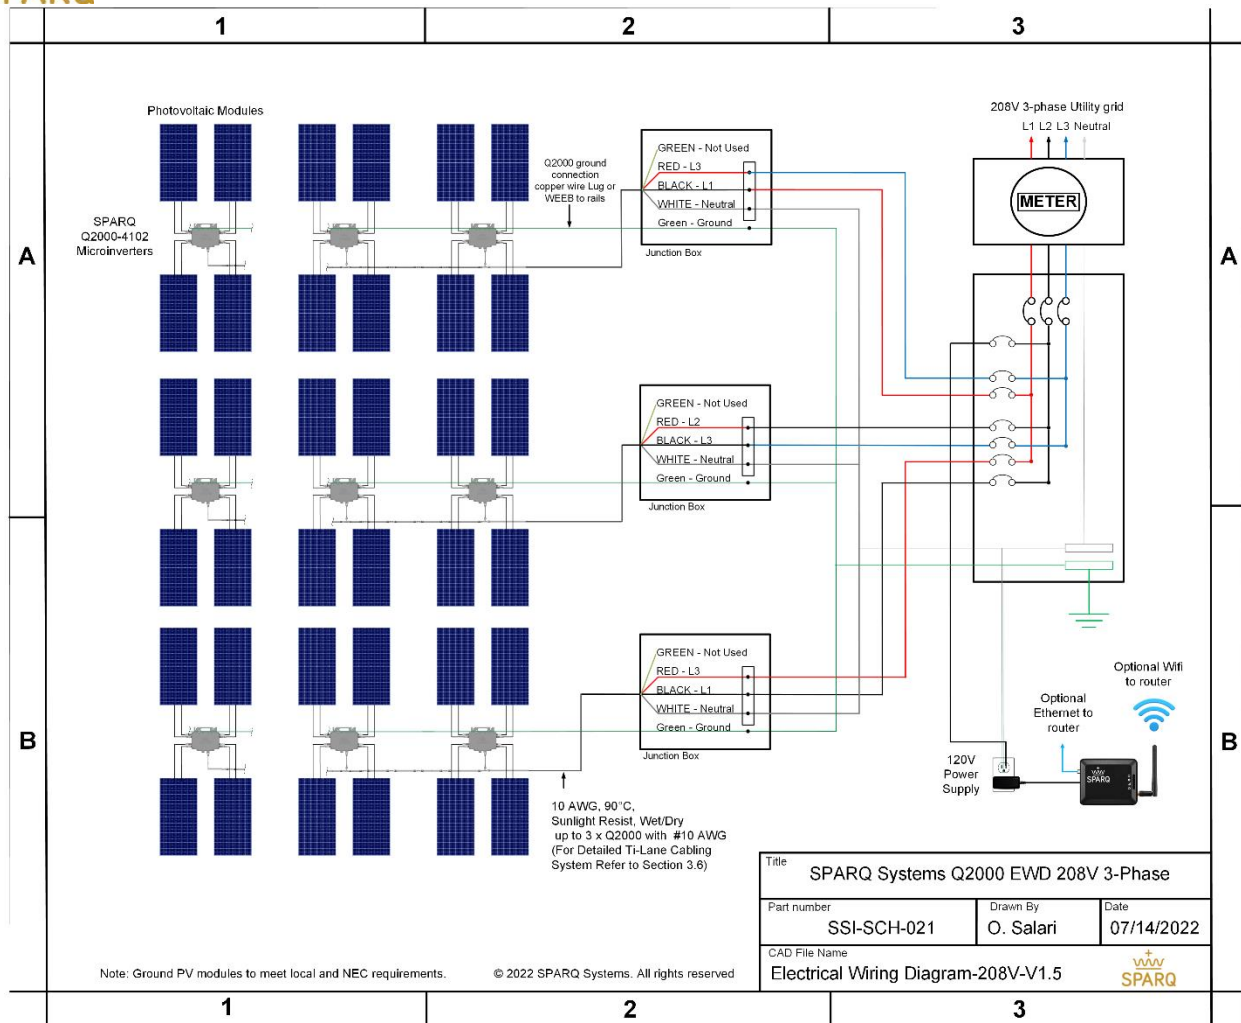 SPARQ
1
2
3
Photovoltaic Modules
208V 3-phase Utility grid
L1 L2 L3 Neutral
GREEN - Not Used
RED - L3
BLACK - L1
WHITE - Neutral
Green - Ground
Junction Box
Q2000 ground
connection
copper wire Lug or
WEEB to rails
SPARQ
Q2000-4102
Microinverters
METER
A
A
GREEN - Not Used
RED - L2
BLACK - L3
WHITE - Neutral
Green - Ground
Junction Box
GREEN - Not Used
RED - L3
BLACK - L1
WHITE - Neutral
Green - Ground
Junction Box
Optional Wifi
to router
Optional
Ethernet to
router
B
B
120V
Power
Supply
SPARQ
10 AWG, 90°C,
Sunlight Resist, Wet/Dry
up to 3 x Q2000 with #10 AWG
(For Detailed Ti-Lane Cabling
System Refer to Section 3.6)
Title
SPARQ Systems Q2000 EWD 208V 3-Phase
Part number
SSI-SCH-021
Drawn By
O. Salari
Date
07/14/2022
CAD File Name
Electrical Wiring Diagram-208V-V1.5
SPARQ
Note: Ground PV modules to meet local and NEC requirements.
© 2022 SPARQ Systems. All rights reserved
1
2
3